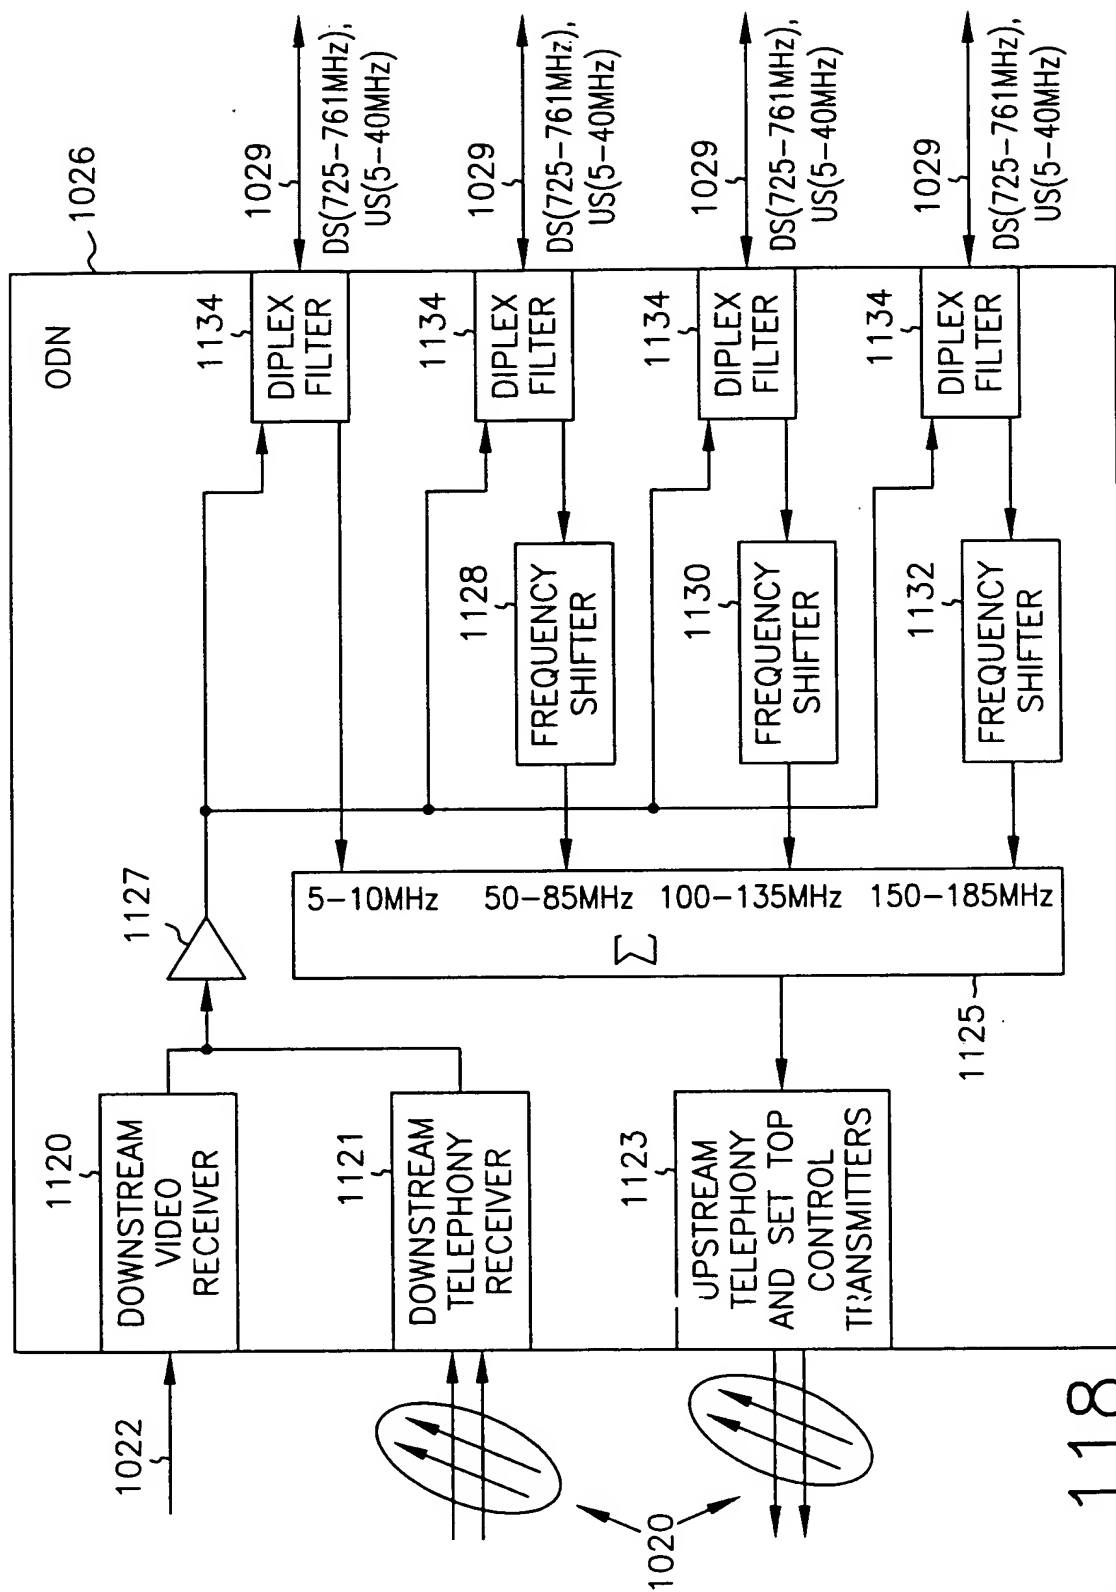 1026
ODN
1120
DOWNSTREAM
VIDEO
RECEIVER
1022
1121
DOWNSTREAM
TELEPHONY
RECEIVER
1020
1123
UPSTREAM
TELEPHONY
AND SET TOP
CONTROL
TRANSMITTERS
1127
5-10MHz
50-85MHz
100-135MHz
150-185MHz
Σ
1125
1128
FREQUENCY
SHIFTER
1130
FREQUENCY
SHIFTER
1132
FREQUENCY
SHIFTER
1134
DIPLEX
FILTER
1134
DIPLEX
FILTER
1134
DIPLEX
FILTER
1134
DIPLEX
FILTER
1029
DS(725-761MHz),
US(5-40MHz)
1029
DS(725-761MHz),
US(5-40MHz)
1029
DS(725-761MHz),
US(5-40MHz)
1029
DS(725-761MHz),
US(5-40MHz)
118